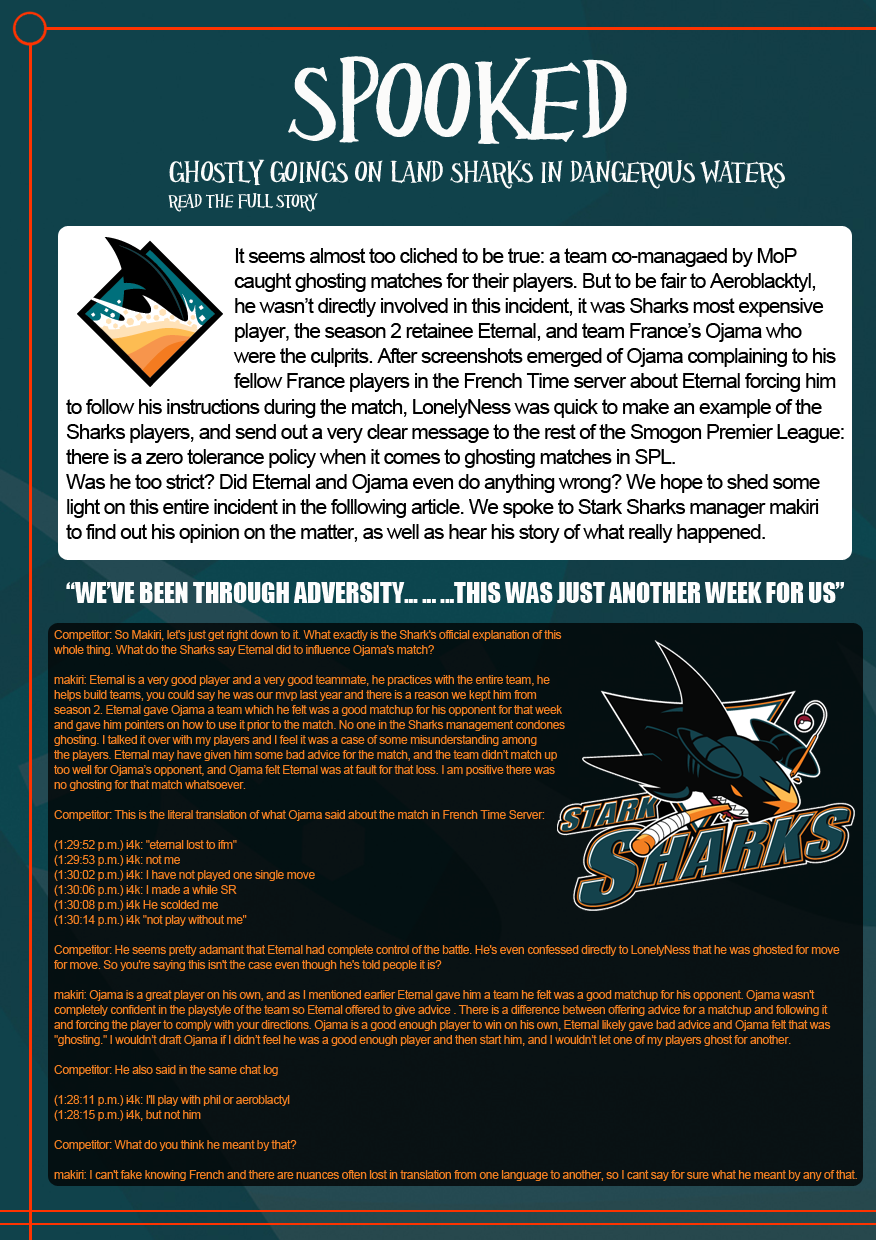 SPOOKED
GHOSTLY GOINGS ON LAND SHARKS IN DANGEROUS WATERS
READ THE FULL STORY
It seems almost too cliched to be true: a team co-managaed by MoP
caught ghosting matches for their players. But to be fair to Aeroblacktyl,
he wasn't directly involved in this incident, it was Sharks most expensive
player, the season 2 retainee Eternal, and team France's Ojama who
were the culprits. After screenshots emerged of Ojama complaining to his
fellow France players in the French Time server about Eternal forcing him
to follow his instructions during the match, LonelyNess was quick to make an example of the
Sharks players, and send out a very clear message to the rest of the Smogon Premier League:
there is a zero tolerance policy when it comes to ghosting matches in SPL.
Was he too strict? Did Eternal and Ojama even do anything wrong? We hope to shed some
light on this entire incident in the folllowing article. We spoke to Stark Sharks manager makiri
to find out his opinion on the matter, as well as hear his story of what really happened.
“WE'VE BEEN THROUGH ADVERSITY... ... ...THIS WAS JUST ANOTHER WEEK FOR US”
Competitor: So Makiri, let's just get right down to it. What exactly is the Shark's official explanation of this
whole thing. What do the Sharks say Eternal did to influence Ojama's match?
makiri: Eternal is a very good player and a very good teammate, he practices with the entire team, he
helps build teams, you could say he was our mvp last year and there is a reason we kept him from
season 2. Eternal gave Ojama a team which he felt was a good matchup for his opponent for that week
and gave him pointers on how to use it prior to the match. No one in the Sharks management condones
ghosting. I talked it over with my players and I feel it was a case of some misunderstanding among
the players. Eternal may have given him some bad advice for the match, and the team didn't match up
too well for Ojama's opponent, and Ojama felt Eternal was at fault for that loss. I am positive there was
no ghosting for that match whatsoever.
Competitor: This is the literal translation of what Ojama said about the match in French Time Server:
(1:29:52 p.m.) i4k: "eternal lost to ifm"
(1:29:53 p.m.) i4k: not me
(1:30:02 p.m.) i4k: I have not played one single move
(1:30:06 p.m.) i4k: I made a while SR
(1:30:08 p.m.) i4k He scolded me
(1:30:14 p.m.) i4k "not play without me"
STARK
SHARKS
Competitor: He seems pretty adamant that Eternal had complete control of the battle. He's even confessed directly to LonelyNess that he was ghosted for move
for move. So you're saying this isn't the case even though he's told people it is?
makiri: Ojama is a great player on his own, and as I mentioned earlier Eternal gave him a team he felt was a good matchup for his opponent. Ojama wasn't
completely confident in the playstyle of the team so Eternal offered to give advice . There is a difference between offering advice for a matchup and following it
and forcing the player to comply with your directions. Ojama is a good enough player to win on his own, Eternal likely gave bad advice and Ojama felt that was
"ghosting." I wouldn't draft Ojama if I didn't feel he was a good enough player and then start him, and I wouldn't let one of my players ghost for another.
Competitor: He also said in the same chat log
(1:28:11 p.m.) i4k: I'll play with phil or aeroblactyl
(1:28:15 p.m.) i4k, but not him
Competitor: What do you think he meant by that?
makiri: I can't fake knowing French and there are nuances often lost in translation from one language to another, so I cant say for sure what he meant by any of that.